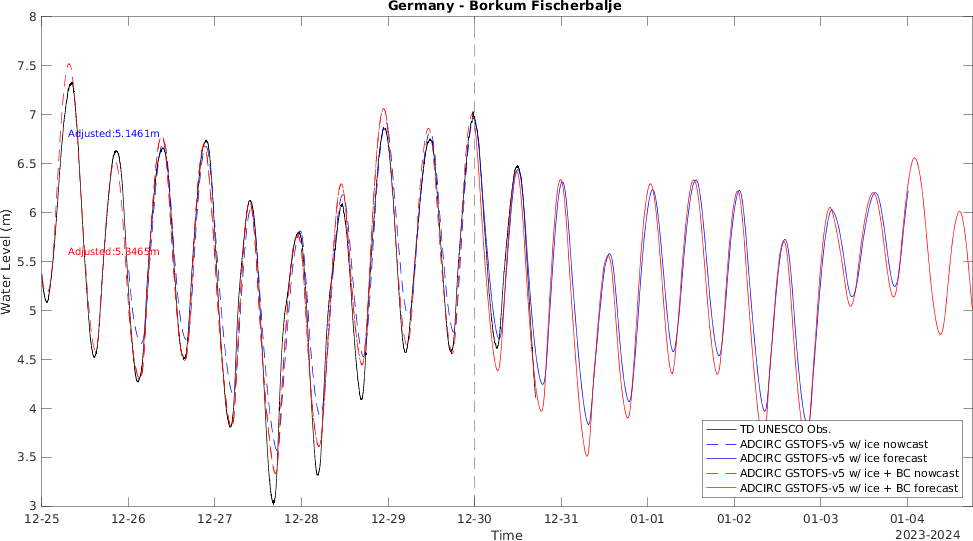 Germany - Borkum Fischerbalje
8
7.5
7
6.5
6
5.5
5
4.5
4
3.5
3
Water Level (m)
Adjusted:5.1461m
Adjusted:5.3465m
TD UNESCO Obs.
ADCIRC GSTOFS-v5 w/ ice nowcast
ADCIRC GSTOFS-v5 w/ ice forecast
ADCIRC GSTOFS-v5 w/ ice + BC nowcast
ADCIRC GSTOFS-v5 w/ ice + BC forecast
12-25 12-26 12-27 12-28 12-29 12-30 12-31 01-01 01-02 01-03 01-04
Time
2023-2024